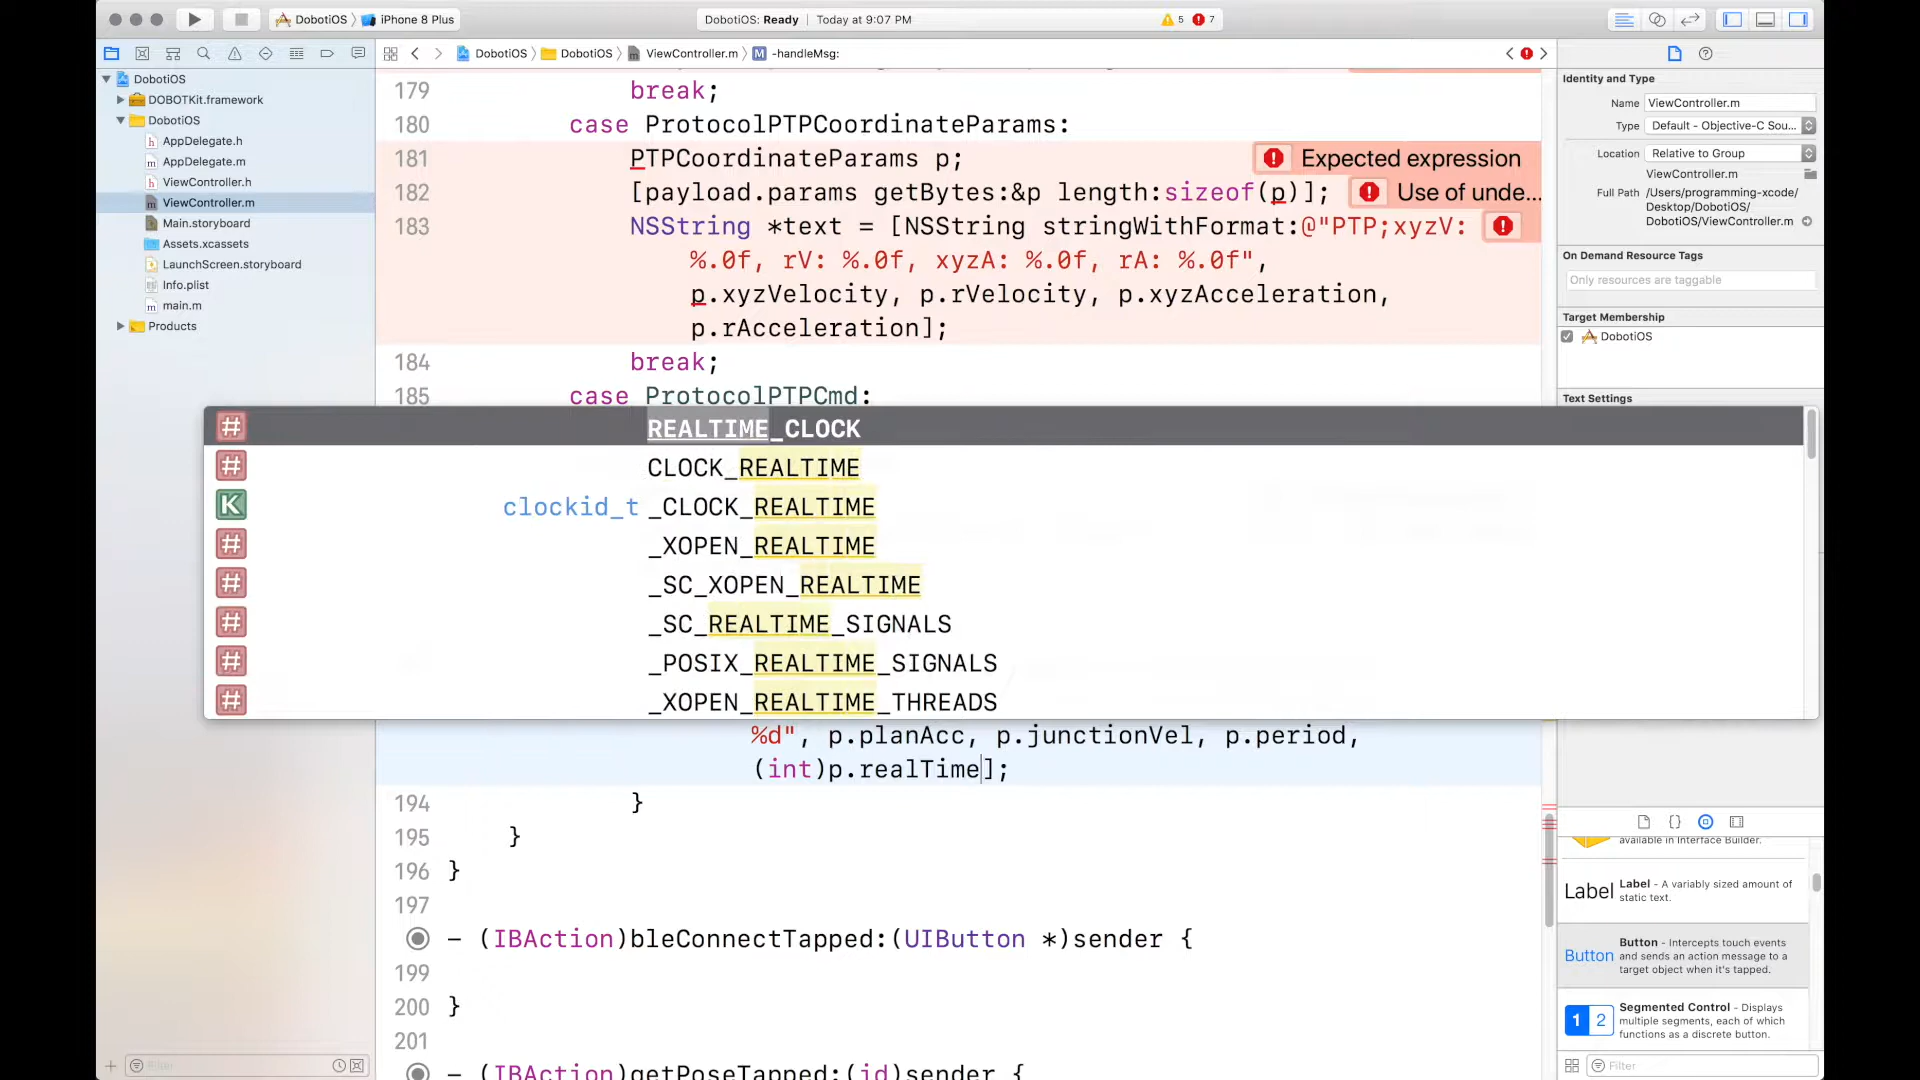 DobotiOS
iPhone 8 Plus
DobotiOS: Ready
Today at 9:07 PM
5
7
DobotiOS
DobotiOS
ViewController.m
M
-handleMsg:
DobotiOS
DOBOTKit.framework
DobotiOS
AppDelegate.h
AppDelegate.m
ViewController.h
ViewController.m
Main.storyboard
Assets.xcassets
LaunchScreen.storyboard
Info.plist
main.m
Products
179 break;
180 case ProtocolPTPCoordinateParams:
181 PTPCoordinateParams p; Expected expression
182 [payload.params getBytes:&p length:sizeof(p)]; Use of unde...
183 NSString *text = [NSString stringWithFormat:@"PTP;xyzV:
%.0f, rV: %.0f, xyzA: %.0f, rA: %.0f",
p.xyzVelocity, p.rVelocity, p.xyzAcceleration,
p.rAcceleration];
184 break;
185 case ProtocolPTPCmd:
# REALTIME_CLOCK
# CLOCK_REALTIME
K clockid_t _CLOCK_REALTIME
# _XOPEN_REALTIME
# _SC_XOPEN_REALTIME
# _SC_REALTIME_SIGNALS
# _POSIX_REALTIME_SIGNALS
# _XOPEN_REALTIME_THREADS
%d", p.planAcc, p.junctionVel, p.period,
(int)p.realTime];
194 }
195 }
196 }
197
- (IBAction)bleConnectTapped:(UIButton *)sender {
199
200 }
201
- (IBAction)getPoseTapped:(id)sender {
Filter
Identity and Type
Name ViewController.m
Type Default - Objective-C Sou...
Location Relative to Group
ViewController.m
Full Path /Users/programming-xcode/
Desktop/DobotiOS/
DobotiOS/ViewController.m
On Demand Resource Tags
Only resources are taggable
Target Membership
DobotiOS
Text Settings
{}
available in Interface Builder.
Label
Label - A variably sized amount of
static text.
Button
Button - Intercepts touch events
and sends an action message to a
target object when it's tapped.
1 2
Segmented Control - Displays
multiple segments, each of which
functions as a discrete button.
Filter